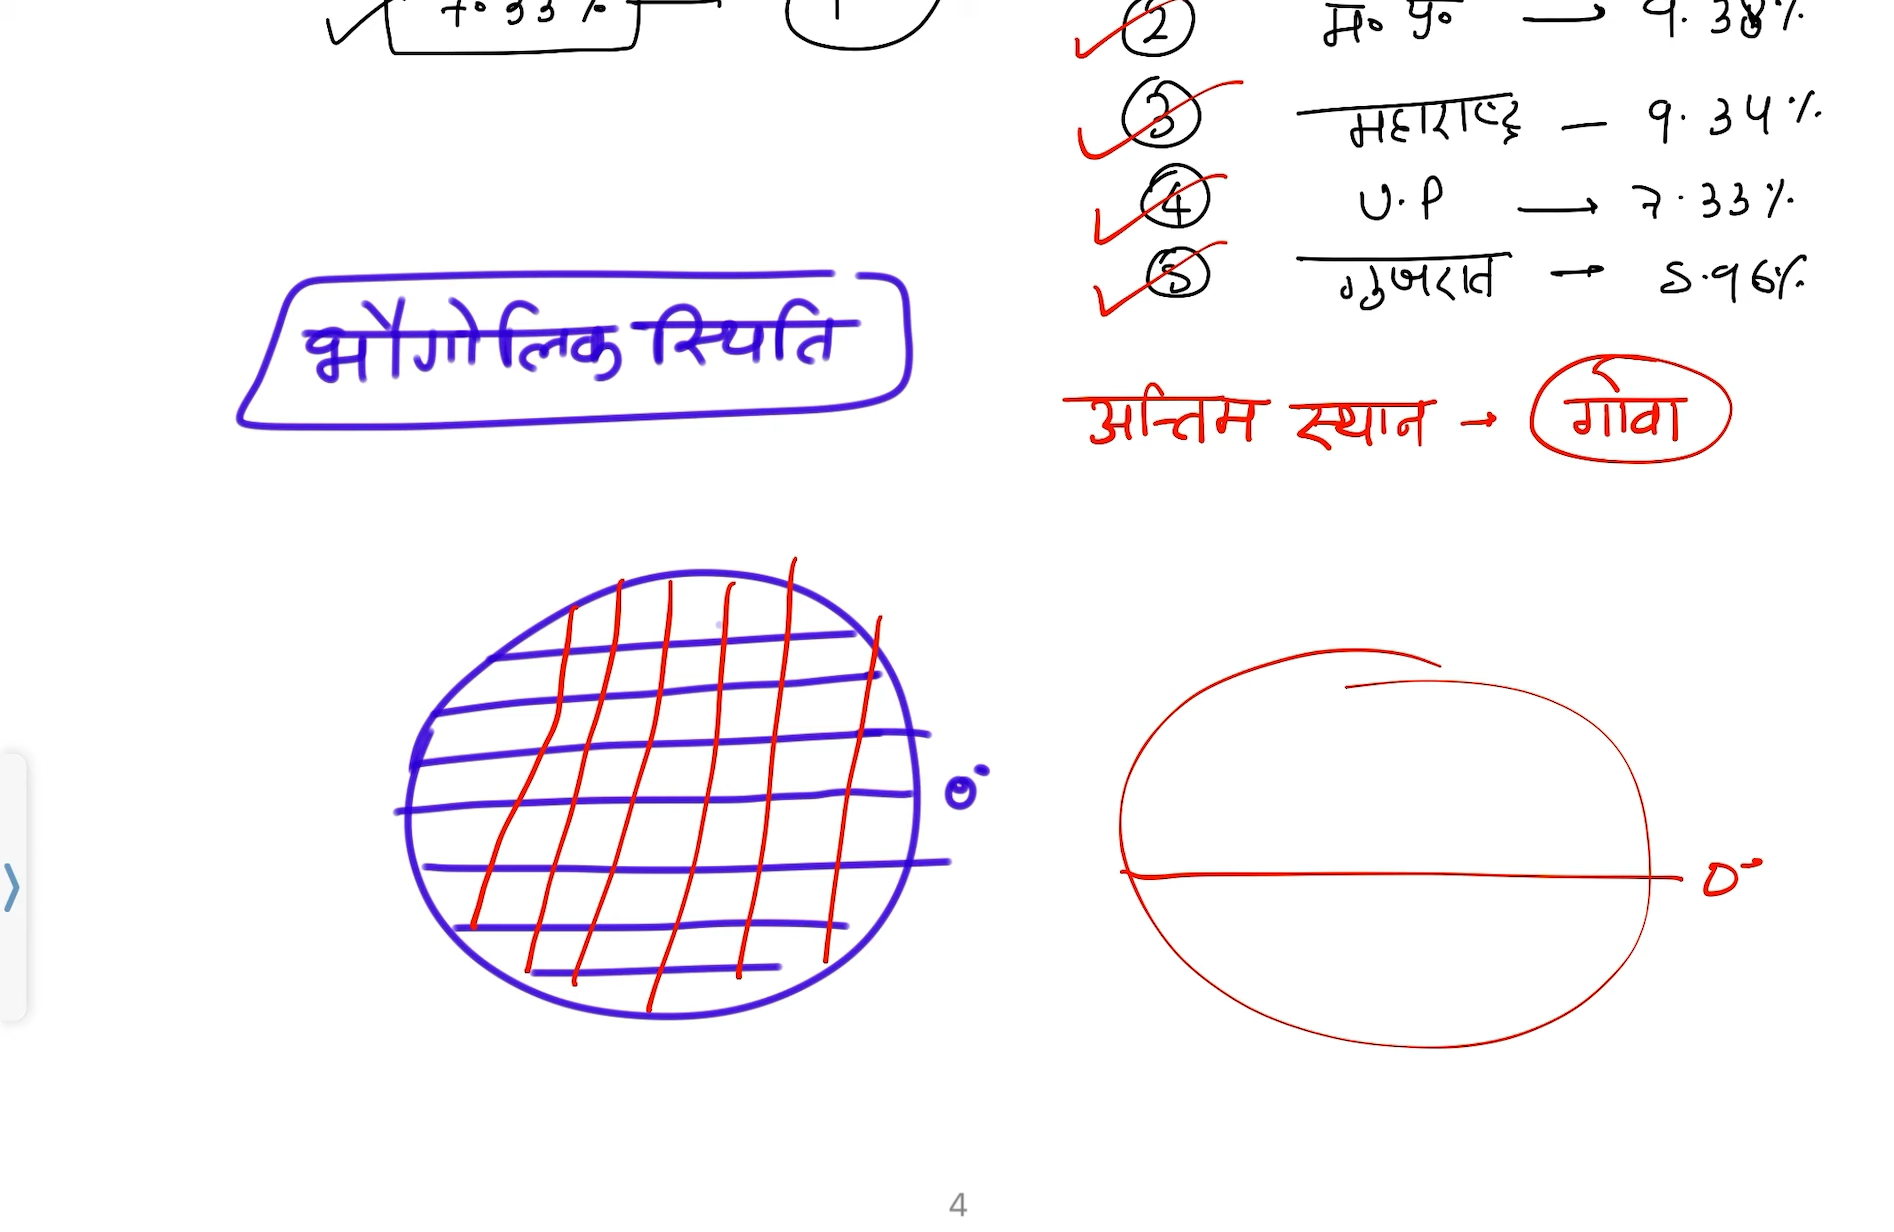 7.33%
② म० प्र० → 9.38%
③ महाराष्ट्र – 9.34%
④ U.P → 7.33%
⑤ गुजरात → 5.96%
भौगोलिक स्थिति
अन्तिम स्थान → गोवा
0°
0°
4